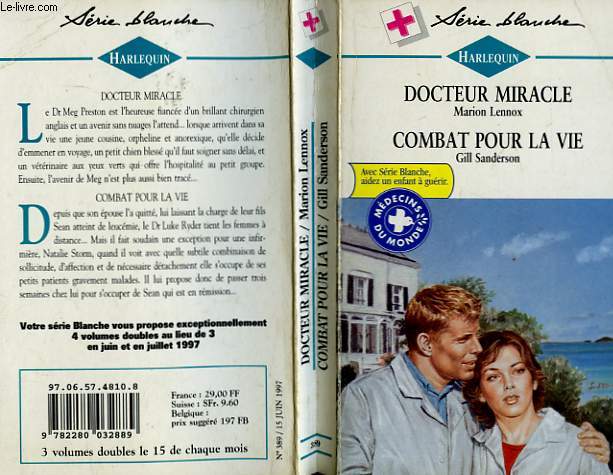 Le-livre.com
Série blanche
HARLEQUIN
DOCTEUR MIRACLE
Le Dr Meg Preston est l'heureuse fiancée d'un brillant chirurgien
anglais et un avenir sans nuages l'attend... lorsque arrivent dans sa
vie une jeune cousine, orpheline et anorexique, qu'elle décide
d'emmener en voyage, un petit chien blessé qu'il faut soigner sans délai, et
un vétérinaire aux yeux verts qui offre l'hospitalité au petit groupe.
Ensuite, l'avenir de Meg n'est plus aussi bien tracé...
COMBAT POUR LA VIE
Depuis que son épouse l'a quitté, lui laissant la charge de leur fils
Sean atteint de leucémie, le Dr Luke Ryder tient les femmes à
distance... Mais il fait soudain une exception pour une infir-
mière, Natalie Storm, quand il voit avec quelle subtile combinaison de
sollicitude, d'affection et de nécessaire détachement elle s'occupe de ses
petits patients gravement malades. Il lui propose donc de passer trois
semaines chez lui pour s'occuper de Sean qui est en rémission...
Votre série Blanche vous propose exceptionnellement
4 volumes doubles au lieu de 3
en juin et en juillet 1997
97.06.57.4810.8
9 782280 032889
France : 29,00 FF
Suisse : SFr. 9.60
Belgique :
prix suggéré 197 FB
3 volumes doubles le 15 de chaque mois
DOCTEUR MIRACLE / Marion Lennox
COMBAT POUR LA VIE / Gill Sanderson
N° 389 / 15 JUIN 1997
389
Série blanche
HARLEQUIN
DOCTEUR MIRACLE
Marion Lennox
COMBAT POUR LA VIE
Gill Sanderson
Avec Série Blanche,
aidez un enfant à guérir.
MÉDECINS
DU MONDE